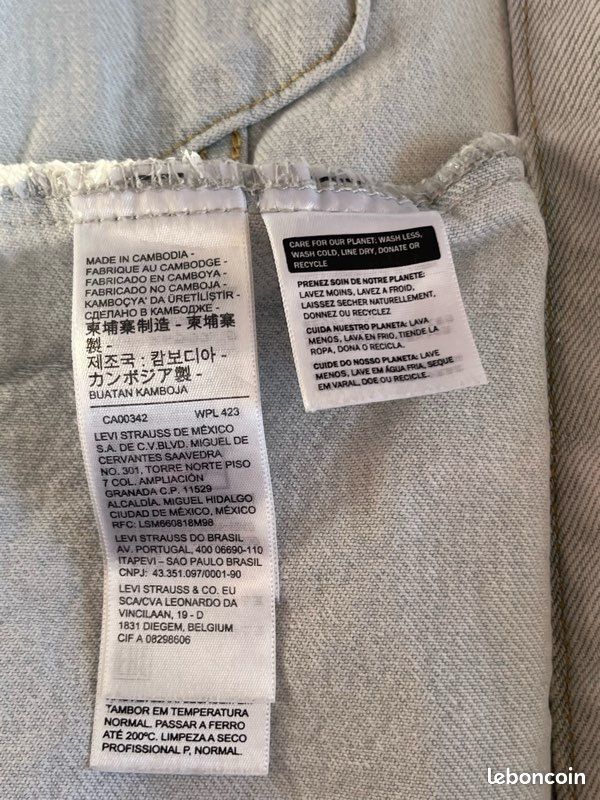 MADE IN CAMBODIA -
FABRIQUE AU CAMBODGE -
FABRICADO EN CAMBOYA -
FABRICADO NO CAMBOJA -
KAMBOÇYA' DA ÜRETİLİŞTİR -
СДЕЛАНО В КАМБОДЖЕ -
柬埔寨制造 - 柬埔寨
製 -
제조국 : 캄보디아 -
カンボジア製 -
BUATAN KAMBOJA
CA00342 WPL 423
LEVI STRAUSS DE MÉXICO
S.A. DE C.V.BLVD. MIGUEL DE
CERVANTES SAAVEDRA
NO. 301, TORRE NORTE PISO
7 COL. AMPLIACIÓN
GRANADA C.P. 11529
ALCALDÍA. MIGUEL HIDALGO
CIUDAD DE MÉXICO, MÉXICO
RFC: LSM660818M98
LEVI STRAUSS DO BRASIL
AV. PORTUGAL, 400 06690-110
ITAPEVI – SAO PAULO BRASIL
CNPJ: 43.351.097/0001-90
LEVI STRAUSS & CO. EU
SCA/CVA LEONARDO DA
VINCILAAN, 19 - D
1831 DIEGEM, BELGIUM
CIF A 08298606
TAMBOR EM TEMPERATURA
NORMAL. PASSAR A FERRO
ATÉ 200ºC. LIMPEZA A SECO
PROFISSIONAL P, NORMAL.
CARE FOR OUR PLANET: WASH LESS,
WASH COLD, LINE DRY, DONATE OR
RECYCLE
PRENEZ SOIN DE NOTRE PLANETE:
LAVEZ MOINS, LAVEZ A FROID,
LAISSEZ SECHER NATURELLEMENT,
DONNEZ OU RECYCLEZ
CUIDA NUESTRO PLANETA: LAVA
MENOS, LAVA EN FRIO, TIENDE LA
ROPA, DONA O RECICLA.
CUIDE DO NOSSO PLANETA: LAVE
MENOS, LAVE EM ÁGUA FRIA, SEQUE
EM VARAL, DOE OU RECICLE.
leboncoin